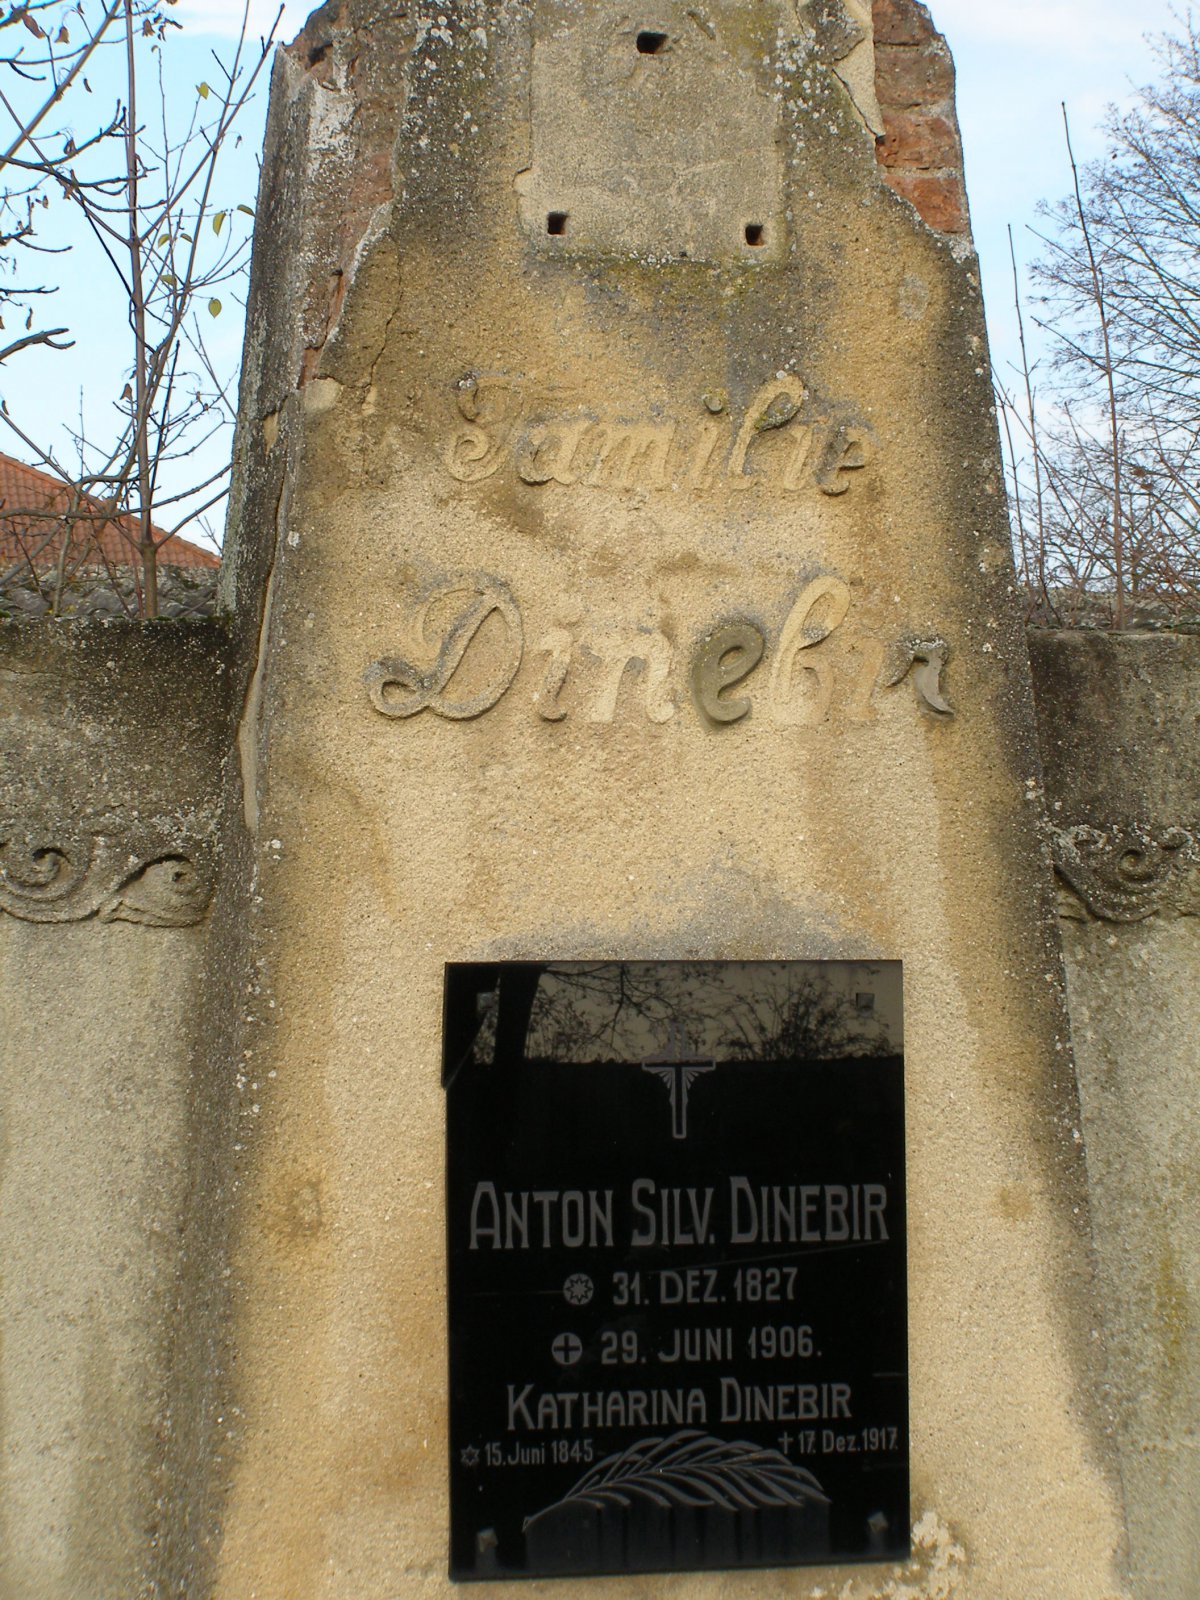 Familie
Dinebir
ANTON SILV. DINEBIR
31. DEZ. 1827
29. JUNI 1906.
KATHARINA DINEBIR
15. Juni 1845 † 17. Dez. 1917.